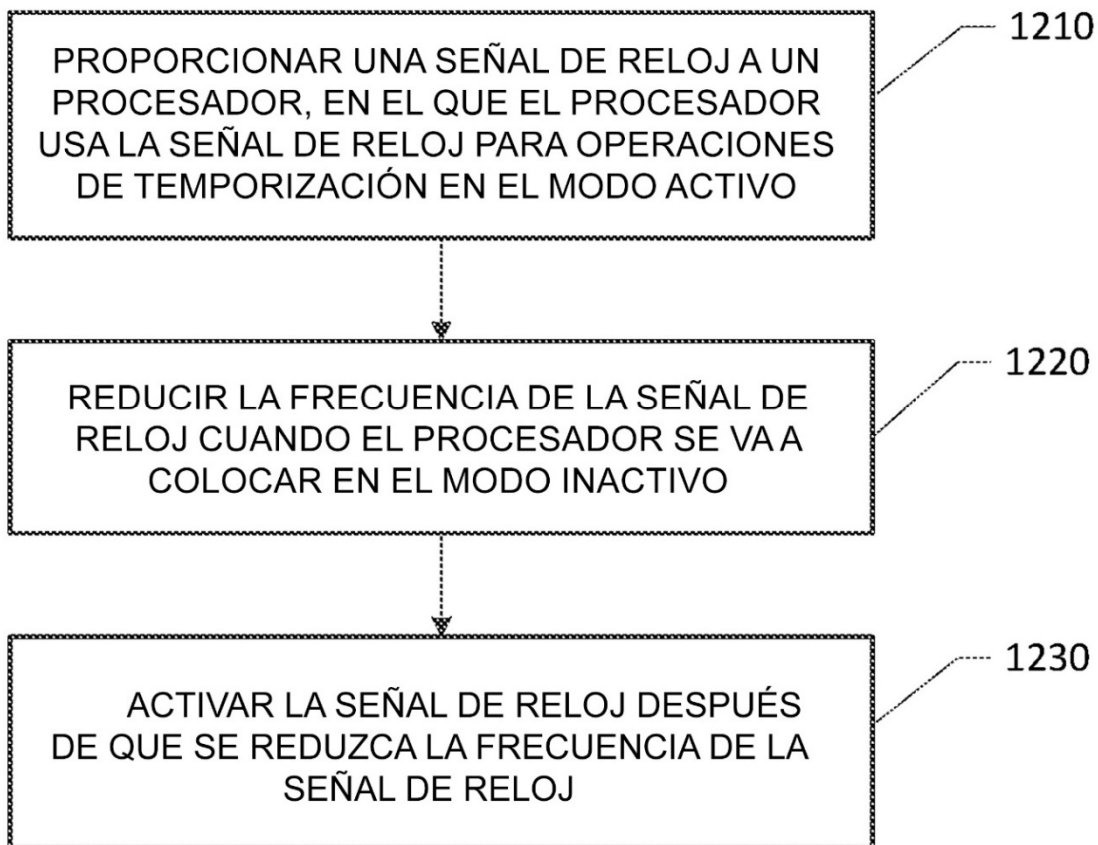 1210
PROPORCIONAR UNA SEÑAL DE RELOJ A UN
PROCESADOR, EN EL QUE EL PROCESADOR
USA LA SEÑAL DE RELOJ PARA OPERACIONES
DE TEMPORIZACIÓN EN EL MODO ACTIVO
1220
REDUCIR LA FRECUENCIA DE LA SEÑAL DE
RELOJ CUANDO EL PROCESADOR SE VA A
COLOCAR EN EL MODO INACTIVO
1230
ACTIVAR LA SEÑAL DE RELOJ DESPUÉS
DE QUE SE REDUZCA LA FRECUENCIA DE LA
SEÑAL DE RELOJ